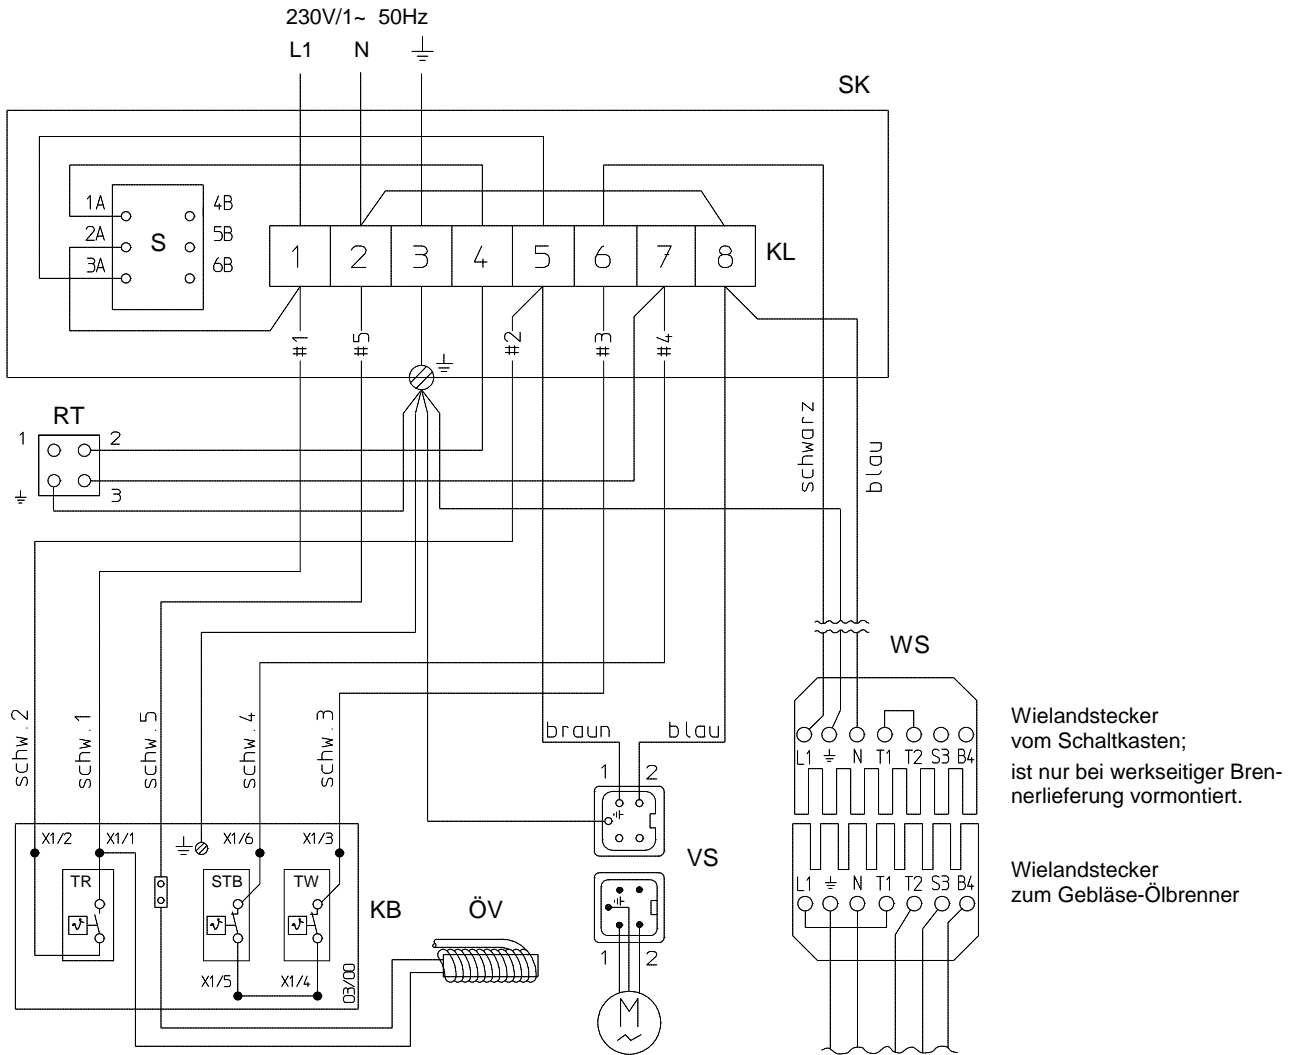 230V/1~ 50Hz
L1 N
SK
1A 4B
2A S 5B
3A 6B
1 2 3 4 5 6 7 8 KL
#1 #5 #2 #3 #4
RT
1 2
3
schwarz
blau
WS
schw. 2
schw. 1
schw. 5
schw. 4
schw. 3
braun blau
1 2
L1 N T1 T2 S3 B4
Wielandstecker
vom Schaltkasten;
ist nur bei werkseitiger Bren-
nerlieferung vormontiert.
X1/2 X1/1 X1/6 X1/3
VS
L1 N T1 T2 S3 B4
Wielandstecker
zum Gebläse-Ölbrenner
TR STB TW
KB
ÖV
X1/5 X1/4
03/00
1 2
M